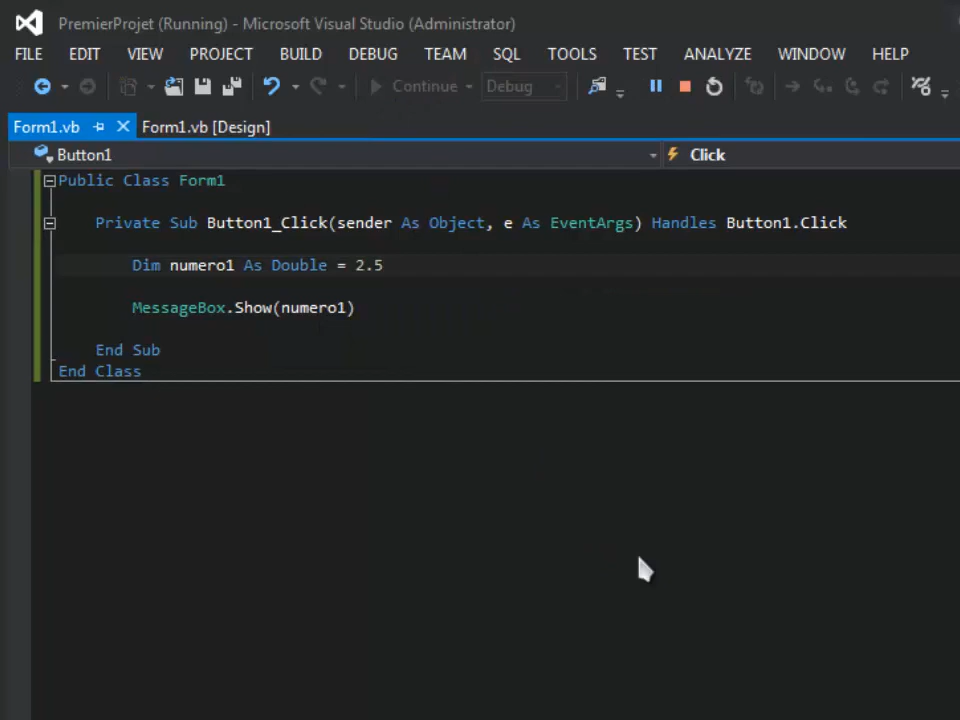 PremierProjet (Running) - Microsoft Visual Studio (Administrator)
FILE EDIT VIEW PROJECT BUILD DEBUG TEAM SQL TOOLS TEST ANALYZE WINDOW HELP
Continue Debug
Form1.vb Form1.vb [Design]
Button1 Click
Public Class Form1
Private Sub Button1_Click(sender As Object, e As EventArgs) Handles Button1.Click
Dim numero1 As Double = 2.5
MessageBox.Show(numero1)
End Sub
End Class